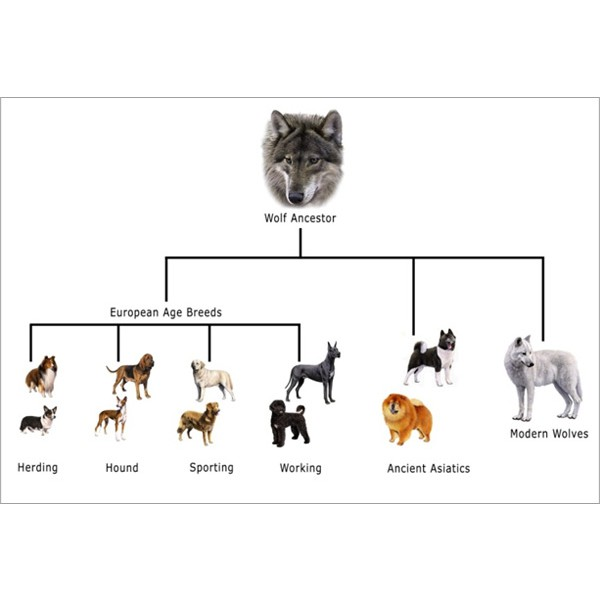 Wolf Ancestor
European Age Breeds
Modern Wolves
Herding
Hound
Sporting
Working
Ancient Asiatics